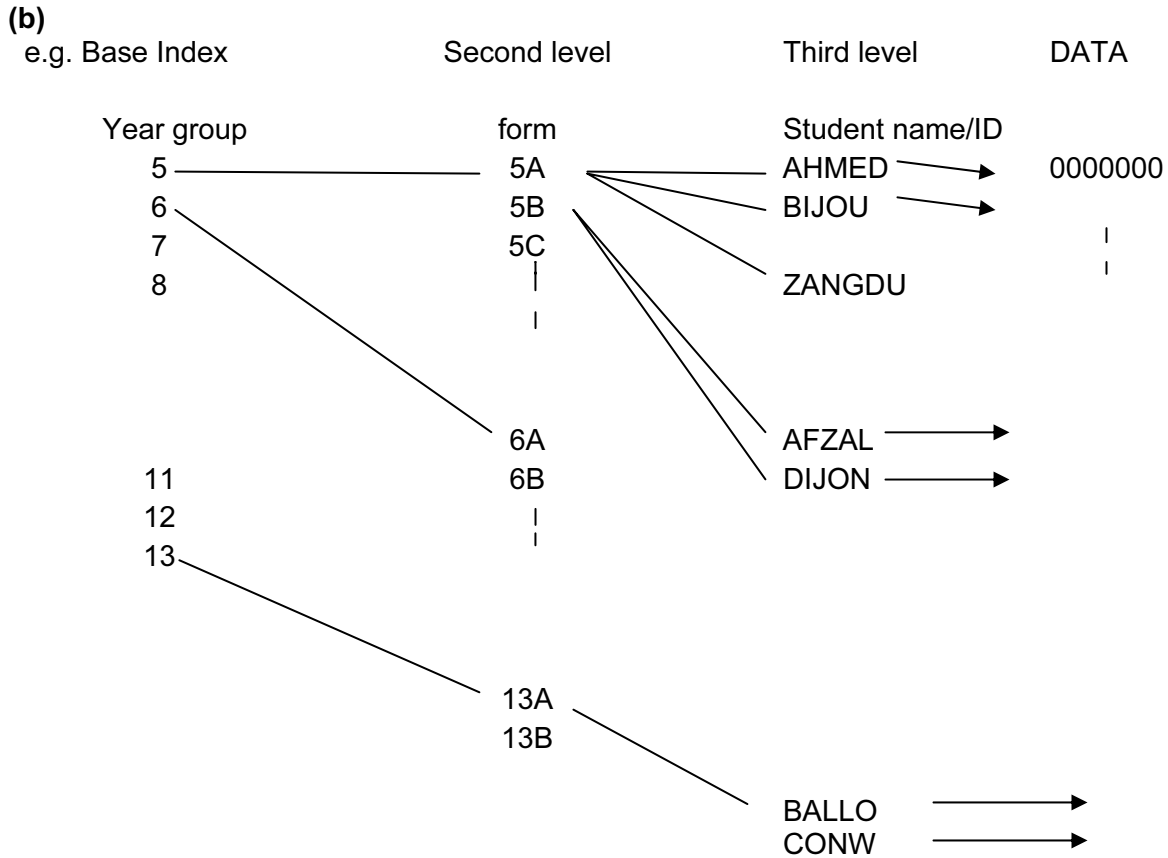 (b)
e.g. Base Index Second level Third level DATA
Year group form Student name/ID
5 5A AHMED 0000000
6 5B BIJOU
7 5C
8 ZANGDU
6A AFZAL
11 6B DIJON
12
13
13A
13B
BALLO
CONW